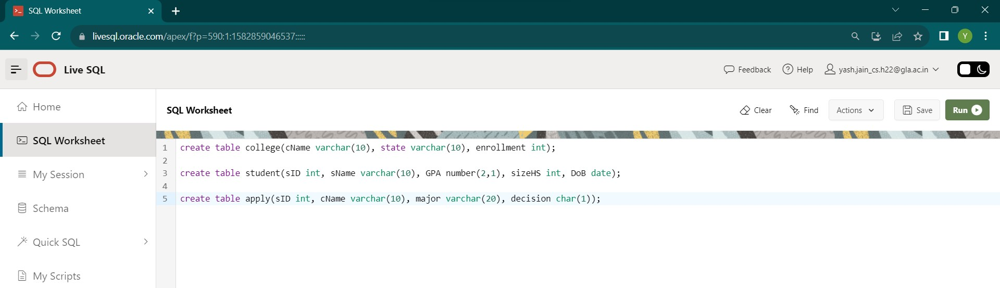 SQL Worksheet
livesql.oracle.com/apex/f?p=590:1:1582859046537:::::
Y
Live SQL
Feedback
Help
yash.jain_cs.h22@gla.ac.in
Home
SQL Worksheet
My Session
Schema
Quick SQL
My Scripts
SQL Worksheet
Clear
Find
Actions
Save
Run
1 create table college(cName varchar(10), state varchar(10), enrollment int);
2
3 create table student(sID int, sName varchar(10), GPA number(2,1), sizeHS int, DoB date);
4
5 create table apply(sID int, cName varchar(10), major varchar(20), decision char(1));